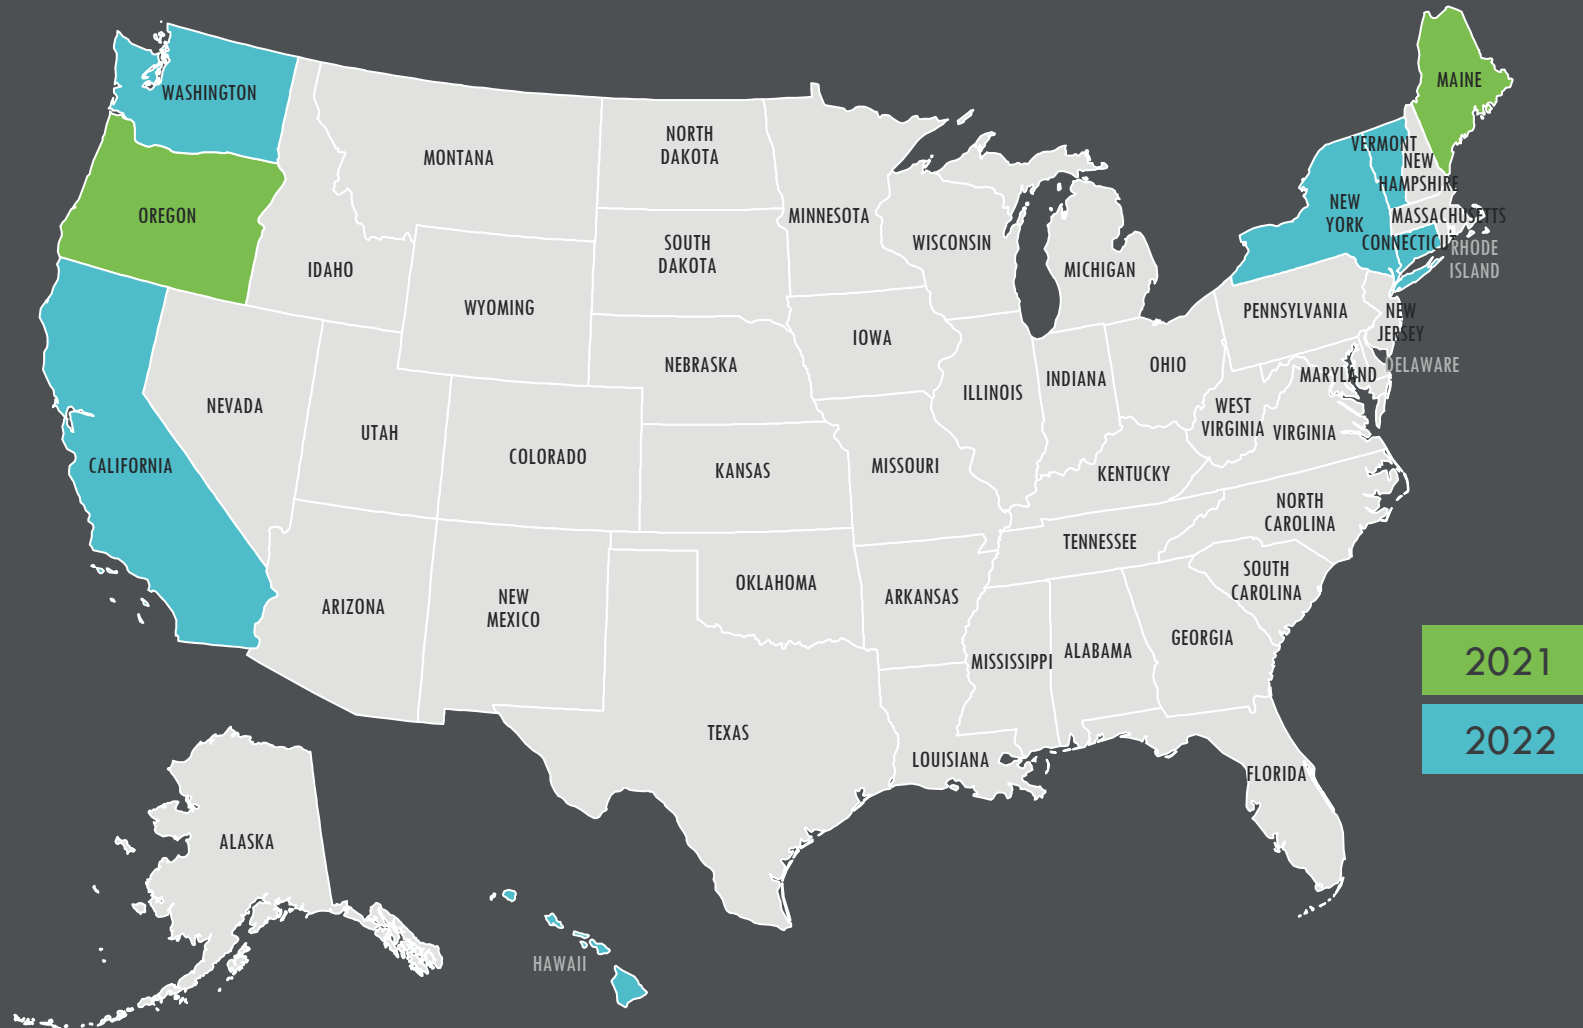 MAINE
WASHINGTON
NORTH
DAKOTA
VERMONT
MONTANA
NEW
HAMPSHIRE
OREGON
MINNESOTA
NEW
YORK
MASSACHUSETTS
WISCONSIN
CONNECTICUT
SOUTH
DAKOTA
RHODE
ISLAND
IDAHO
MICHIGAN
WYOMING
PENNSYLVANIA
NEW
JERSEY
IOWA
NEBRASKA
OHIO
DELAWARE
MARYLAND
INDIANA
ILLINOIS
NEVADA
WEST
VIRGINIA
VIRGINIA
UTAH
COLORADO
CALIFORNIA
KANSAS
MISSOURI
KENTUCKY
NORTH
CAROLINA
TENNESSEE
SOUTH
CAROLINA
OKLAHOMA
ARKANSAS
ARIZONA
NEW
MEXICO
GEORGIA
ALABAMA
MISSISSIPPI
2021
TEXAS
2022
LOUISIANA
FLORIDA
ALASKA
HAWAII